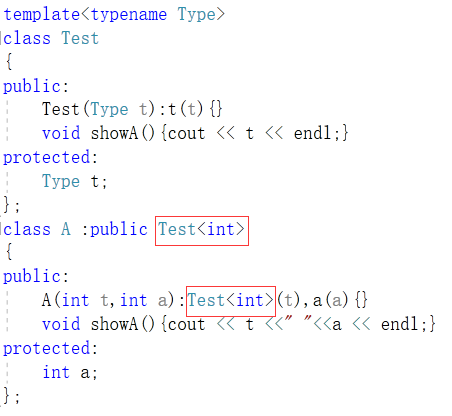 template<typename Type>
class Test
{
public:
    Test(Type t):t(t){}
    void showA(){cout << t << endl;}
protected:
    Type t;
};
class A :public Test<int>
{
public:
    A(int t,int a):Test<int>(t),a(a){}
    void showA(){cout << t <<" "<<a << endl;}
protected:
    int a;
};